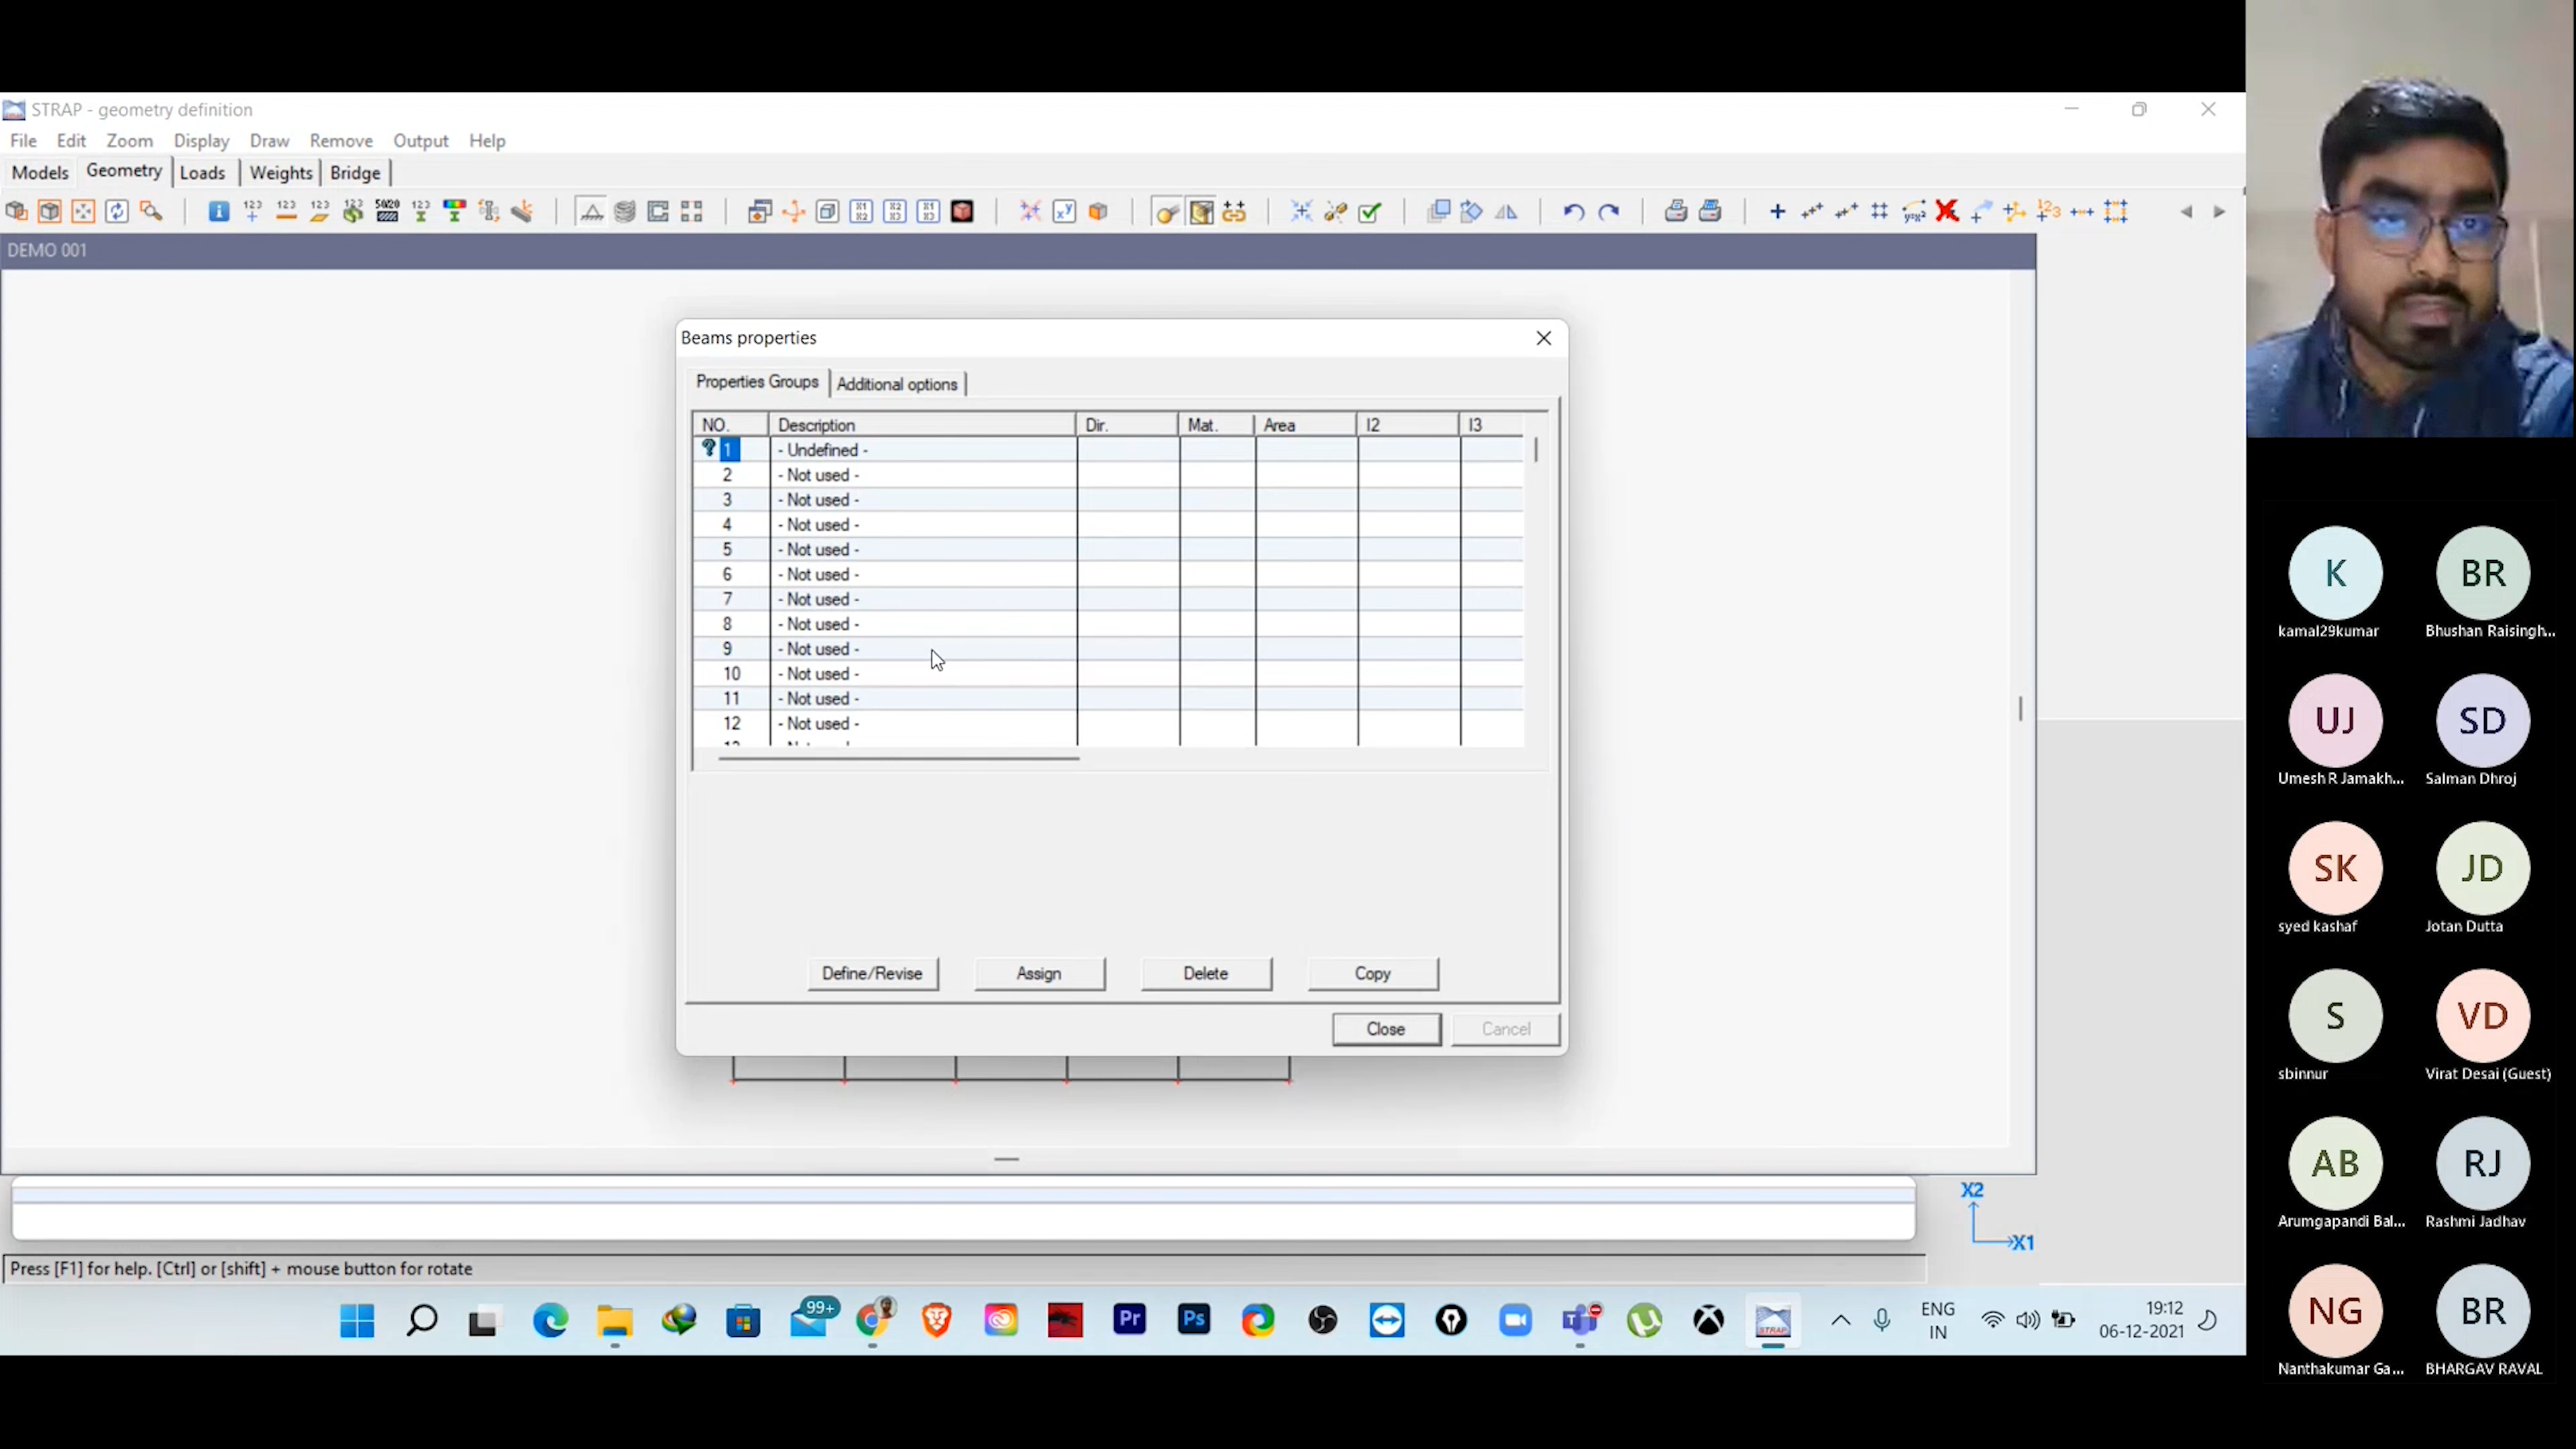 STRAP - geometry definition
File Edit Zoom Display Draw Remove Output Help
Models Geometry Loads Weights Bridge
DEMO 001
Beams properties
Properties Groups Additional options
NO. Description Dir. Mat. Area I2 I3
1 - Undefined -
2 - Not used -
3 - Not used -
4 - Not used -
5 - Not used -
6 - Not used -
7 - Not used -
8 - Not used -
9 - Not used -
10 - Not used -
11 - Not used -
12 - Not used -
Define/Revise Assign Delete Copy
Close Cancel
X2
X1
Press [F1] for help. [Ctrl] or [shift] + mouse button for rotate
99+
Pr
Ps
STRAP
ENG
IN
19:12
06-12-2021
K BR
kamal29kumar Bhushan Raisingh...
UJ SD
Umesh R Jamakh... Salman Dhroj
SK JD
syed kashaf Jotan Dutta
S VD
sbinnur Virat Desai (Guest)
AB RJ
Arumgapandi Bal... Rashmi Jadhav
NG BR
Nanthakumar Ga... BHARGAV RAVAL